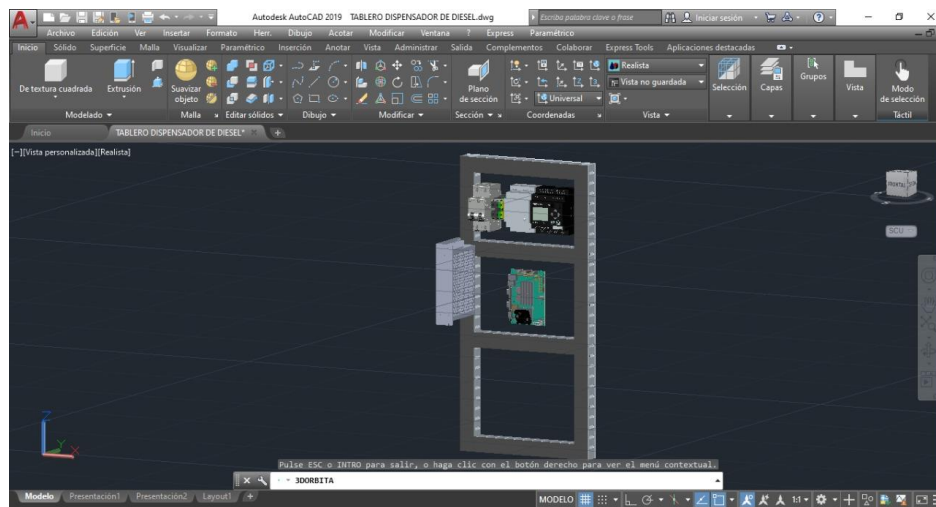 Autodesk AutoCAD 2019 TABLERO DISPENSADOR DE DIESEL.dwg
Escriba palabra clave o frase
Iniciar sesión
Archivo Edición Ver Insertar Formato Herr. Dibujo Acotar Modificar Ventana ? Express Paramétrico
Inicio Sólido Superficie Malla Visualizar Paramétrico Inserción Anotar Vista Administrar Salida Complementos Colaborar Express Tools Aplicaciones destacadas
De textura cuadrada
Extrusión
Suavizar objeto
Plano de sección
Universal
Realista
Vista no guardada
Selección
Capas
Grupos
Vista
Modo de selección
Modelado Malla Editar sólidos Dibujo Modificar Sección Coordenadas Vista Táctil
Inicio TABLERO DISPENSADOR DE DIESEL* +
[−][Vista personalizada][Realista]
FRONTAL
SCU
Z
Y
X
Pulse ESC o INTRO para salir, o haga clic con el botón derecho para ver el menú contextual.
3DORBITA
Modelo Presentación1 Presentación2 Layout1 +
MODELO
1:1